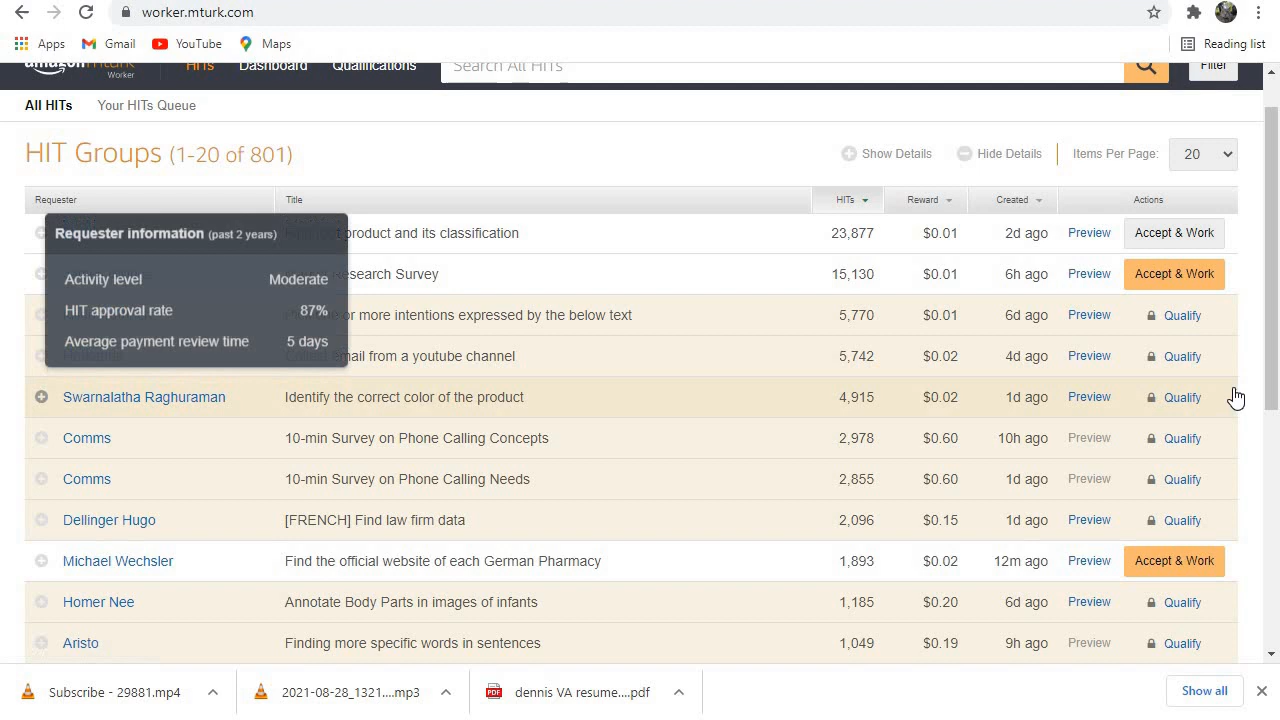 worker.mturk.com
Apps Gmail YouTube Maps Reading list
amazon mturk Worker HITs Dashboard Qualifications Search All HITs Filter
All HITs Your HITs Queue
HIT Groups (1-20 of 801) Show Details Hide Details Items Per Page: 20
Requester Title HITs Reward Created Actions
product and its classification 23,877 $0.01 2d ago Preview Accept & Work
Requester information (past 2 years)
Research Survey 15,130 $0.01 6h ago Preview Accept & Work
Activity level Moderate
HIT approval rate 87%
or more intentions expressed by the below text 5,770 $0.01 6d ago Preview Qualify
Average payment review time 5 days
email from a youtube channel 5,742 $0.02 4d ago Preview Qualify
Swarnalatha Raghuraman Identify the correct color of the product 4,915 $0.02 1d ago Preview Qualify
Comms 10-min Survey on Phone Calling Concepts 2,978 $0.60 10h ago Preview Qualify
Comms 10-min Survey on Phone Calling Needs 2,855 $0.60 1d ago Preview Qualify
Dellinger Hugo [FRENCH] Find law firm data 2,096 $0.15 1d ago Preview Qualify
Michael Wechsler Find the official website of each German Pharmacy 1,893 $0.02 12m ago Preview Accept & Work
Homer Nee Annotate Body Parts in images of infants 1,185 $0.20 6d ago Preview Qualify
Aristo Finding more specific words in sentences 1,049 $0.19 9h ago Preview Qualify
Subscribe - 29881.mp4 2021-08-28_1321....mp3 PDF dennis VA resume....pdf Show all